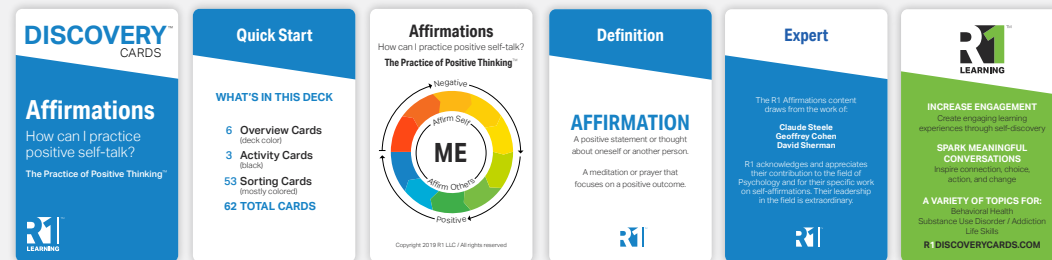 DISCOVERY™
CARDS
Affirmations
How can I practice
positive self-talk?
The Practice of Positive Thinking™
R1™
LEARNING
Quick Start
WHAT'S IN THIS DECK
6 Overview Cards
(deck color)
3 Activity Cards
(black)
53 Sorting Cards
(mostly colored)
62 TOTAL CARDS
Affirmations
How can I practice positive self-talk?
The Practice of Positive Thinking™
Negative
Affirm Self
ME
Affirm Others
Positive
Copyright 2019 R1 LLC / All rights reserved
Definition
AFFIRMATION
A positive statement or thought
about oneself or another person.
A meditation or prayer that
focuses on a positive outcome.
R1
Expert
The R1 Affirmations content
draws from the work of:
Claude Steele
Geoffrey Cohen
David Sherman
R1 acknowledges and appreciates
their contribution to the field of
Psychology and for their specific work
on self-affirmations. Their leadership
in the field is extraordinary.
R1
R1™
LEARNING
INCREASE ENGAGEMENT
Create engaging learning
experiences through self-discovery
SPARK MEANINGFUL
CONVERSATIONS
Inspire connection, choice,
action, and change
A VARIETY OF TOPICS FOR:
Behavioral Health
Substance Use Disorder / Addiction
Life Skills
R1DISCOVERYCARDS.COM